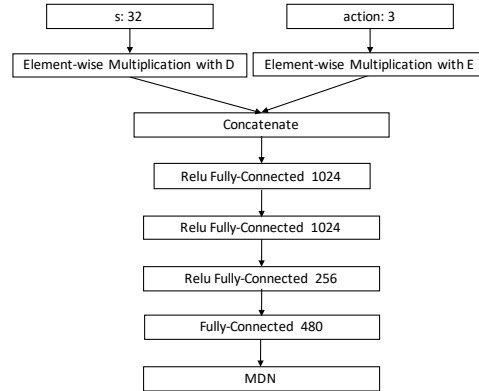 s: 32
action: 3
Element-wise Multiplication with D
Element-wise Multiplication with E
Concatenate
Relu Fully-Connected 1024
Relu Fully-Connected 1024
Relu Fully-Connected 256
Fully-Connected 480
MDN